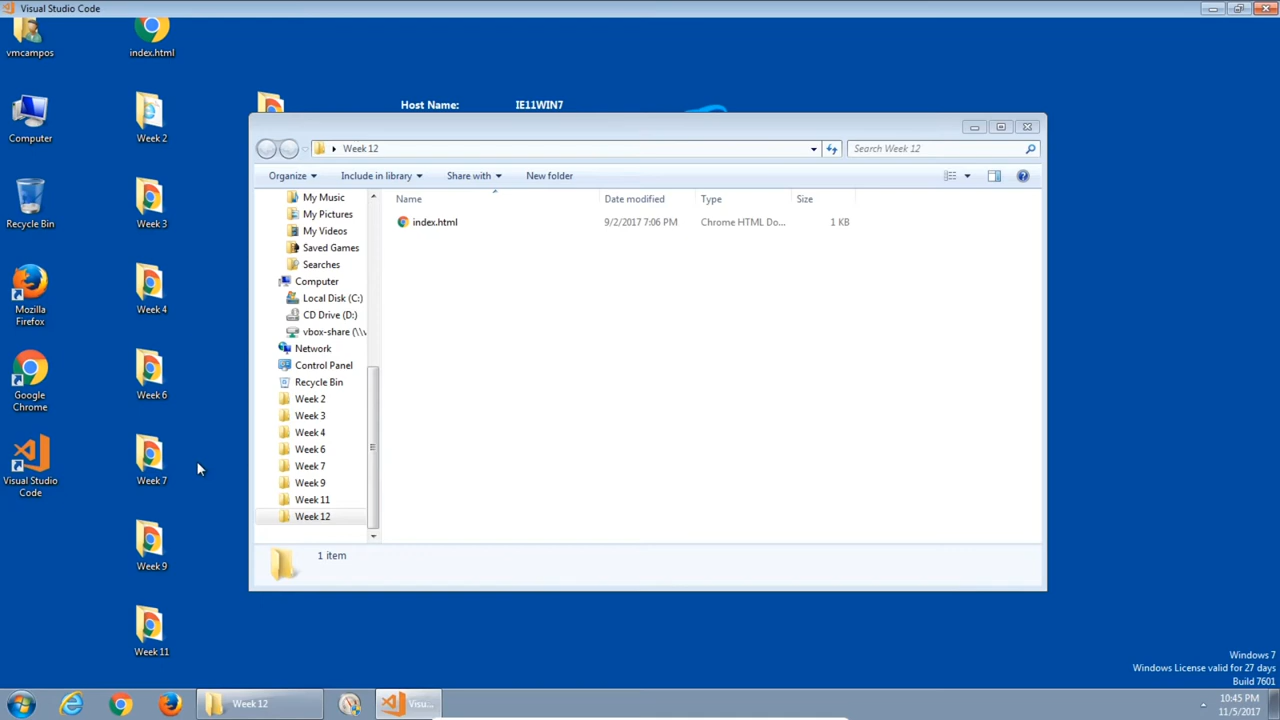 Visual Studio Code
vmcampos
index.html
Computer
Week 2
Recycle Bin
Week 3
Mozilla
Firefox
Week 4
Google
Chrome
Week 6
Visual Studio
Code
Week 7
Week 9
Week 11
Host Name: IE11WIN7
Week 12
Search Week 12
Organize
Include in library
Share with
New folder
My Music
My Pictures
My Videos
Saved Games
Searches
Computer
Local Disk (C:)
CD Drive (D:)
vbox-share (\\v
Network
Control Panel
Recycle Bin
Week 2
Week 3
Week 4
Week 6
Week 7
Week 9
Week 11
Week 12
Name Date modified Type Size
index.html 9/2/2017 7:06 PM Chrome HTML Do... 1 KB
1 item
Windows 7
Windows License valid for 27 days
Build 7601
Week 12
Visu...
10:45 PM
11/5/2017